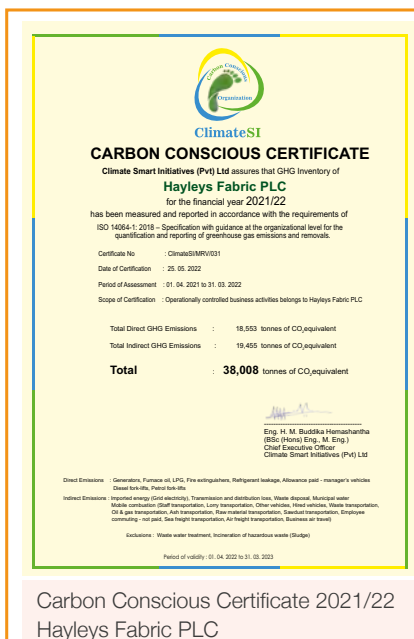 Carbon Conscious
Organization
ClimateSI
CARBON CONSCIOUS CERTIFICATE
Climate Smart Initiatives (Pvt) Ltd assures that GHG Inventory of
Hayleys Fabric PLC
for the financial year 2021/22
has been measured and reported in accordance with the requirements of
ISO 14064-1: 2018 – Specification with guidance at the organizational level for the
quantification and reporting of greenhouse gas emissions and removals.
Certificate No : ClimateSI/MRV/031
Date of Certification : 25. 05. 2022
Period of Assessment : 01. 04. 2021 to 31. 03. 2022
Scope of Certification : Operationally controlled business activities belongs to Hayleys Fabric PLC
Total Direct GHG Emissions : 18,553 tonnes of CO₂equivalent
Total Indirect GHG Emissions : 19,455 tonnes of CO₂equivalent
Total : 38,008 tonnes of CO₂equivalent
Eng. H. M. Buddika Hemashantha
(BSc (Hons) Eng., M. Eng.)
Chief Executive Officer
Climate Smart Initiatives (Pvt) Ltd
Direct Emissions : Generators, Furnace oil, LPG, Fire extinguishers, Refrigerant leakage, Allowance paid - manager's vehicles
Diesel fork-lifts, Petrol fork-lifts
Indirect Emissions : Imported energy (Grid electricity), Transmission and distribution loss, Waste disposal, Municipal water
Mobile combustion (Staff transportation, Lorry transportation, Other vehicles, Hired vehicles, Waste transportation,
Oil & gas transportation, Ash transportation, Raw material transportation, Sawdust transportation, Employee
commuting - not paid, Sea freight transportation, Air freight transportation, Business air travel)
Exclusions : Waste water treatment, Incineration of hazardous waste (Sludge)
Period of validity : 01. 04. 2022 to 31. 03. 2023
Carbon Conscious Certificate 2021/22
Hayleys Fabric PLC